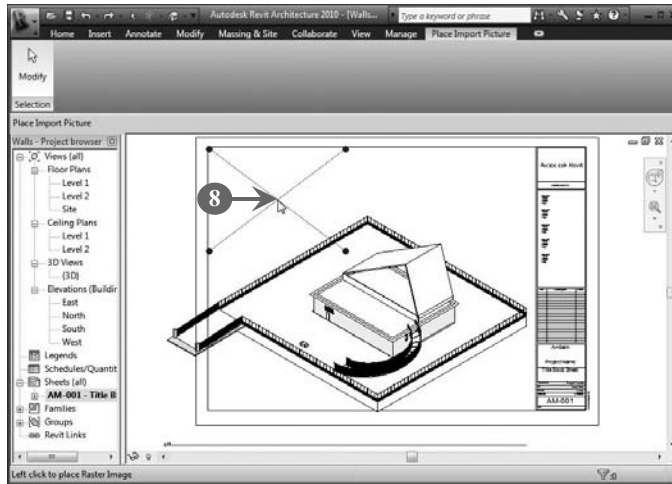 Autodesk Revit Architecture 2010 - [Walls...
Type a keyword or phrase
Home Insert Annotate Modify Massing & Site Collaborate View Manage Place Import Picture
Modify
Selection
Place Import Picture
Walls - Project browser
Views (all)
Floor Plans
Level 1
Level 2
Site
Ceiling Plans
Level 1
Level 2
3D Views
{3D}
Elevations (Buildin
East
North
South
West
Legends
Schedules/Quantit
Sheets (all)
AM-001 - Title B
Families
Groups
Revit Links
8
Autodesk Revit
Project Name
AM-001
Left click to place Raster Image
:0